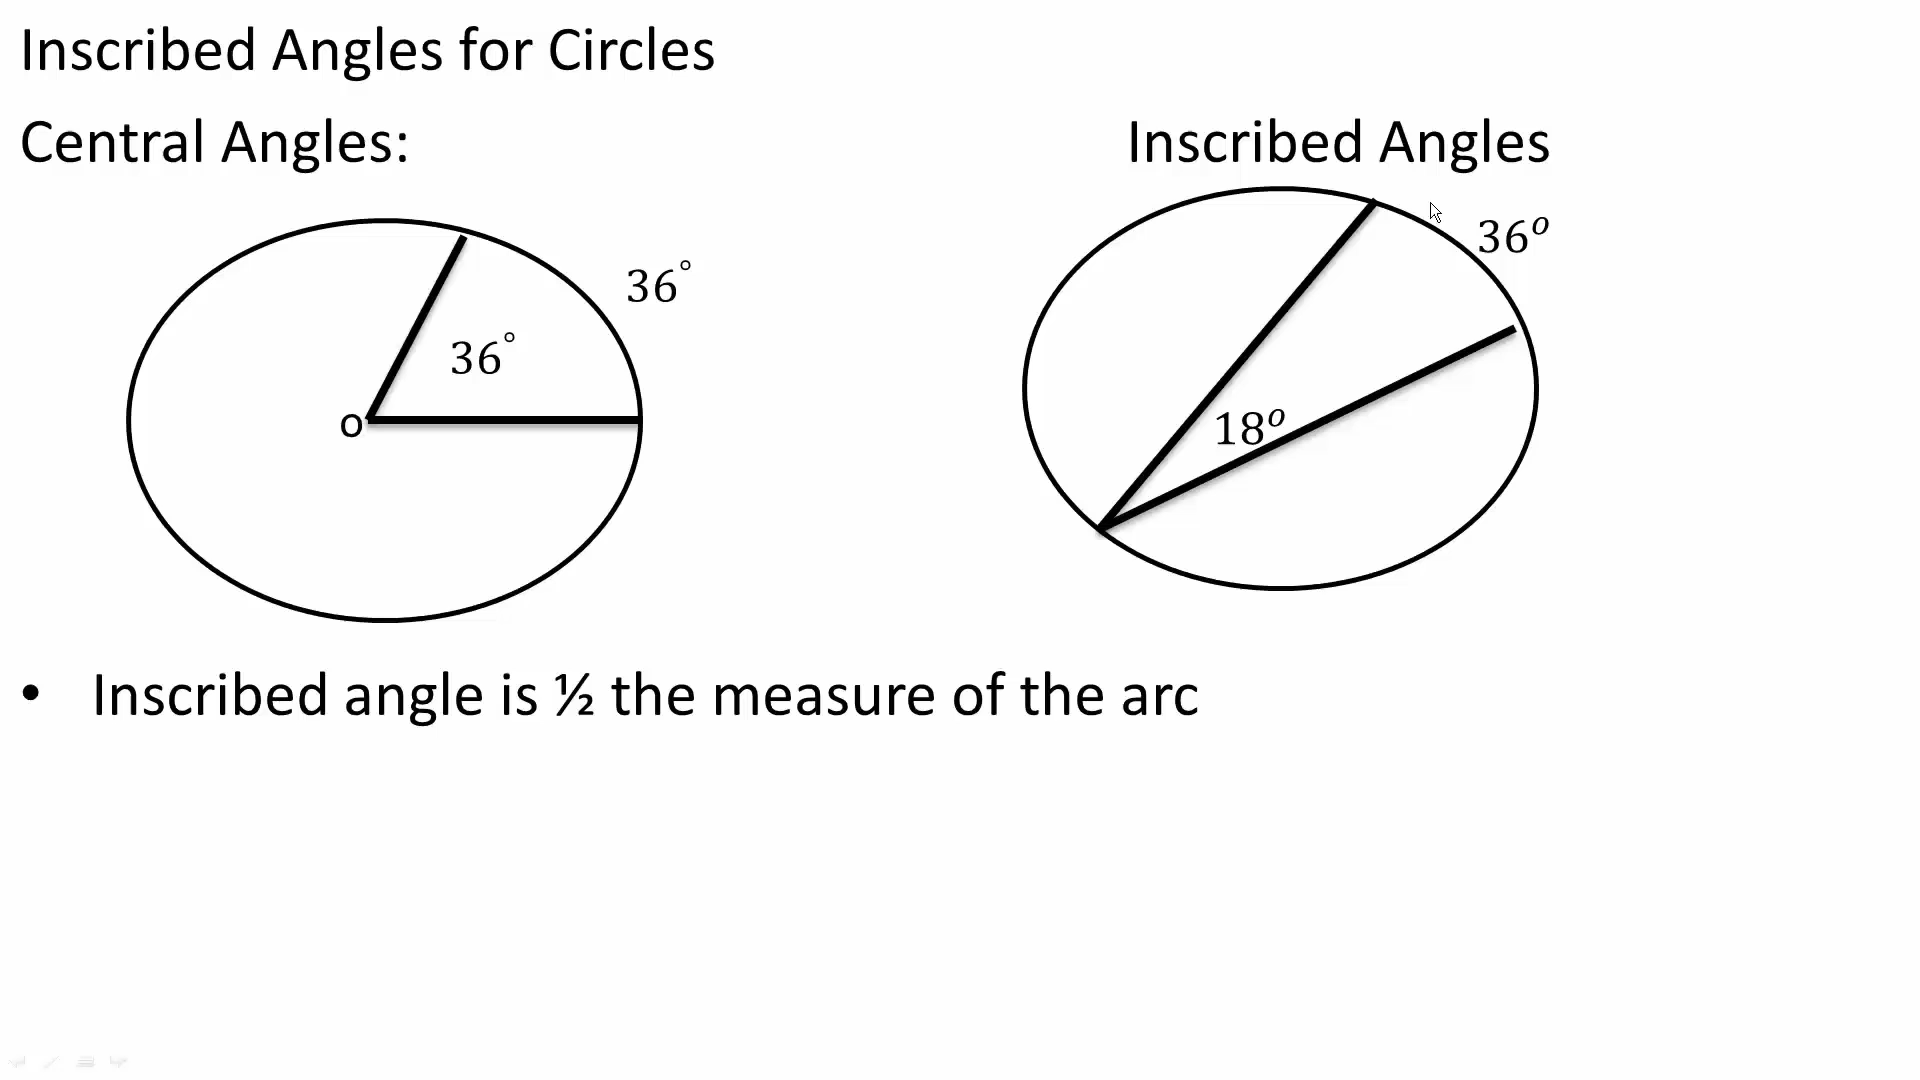 Inscribed Angles for Circles
Central Angles:
Inscribed Angles
36°
36°
O
36º
18º
• Inscribed angle is ½ the measure of the arc